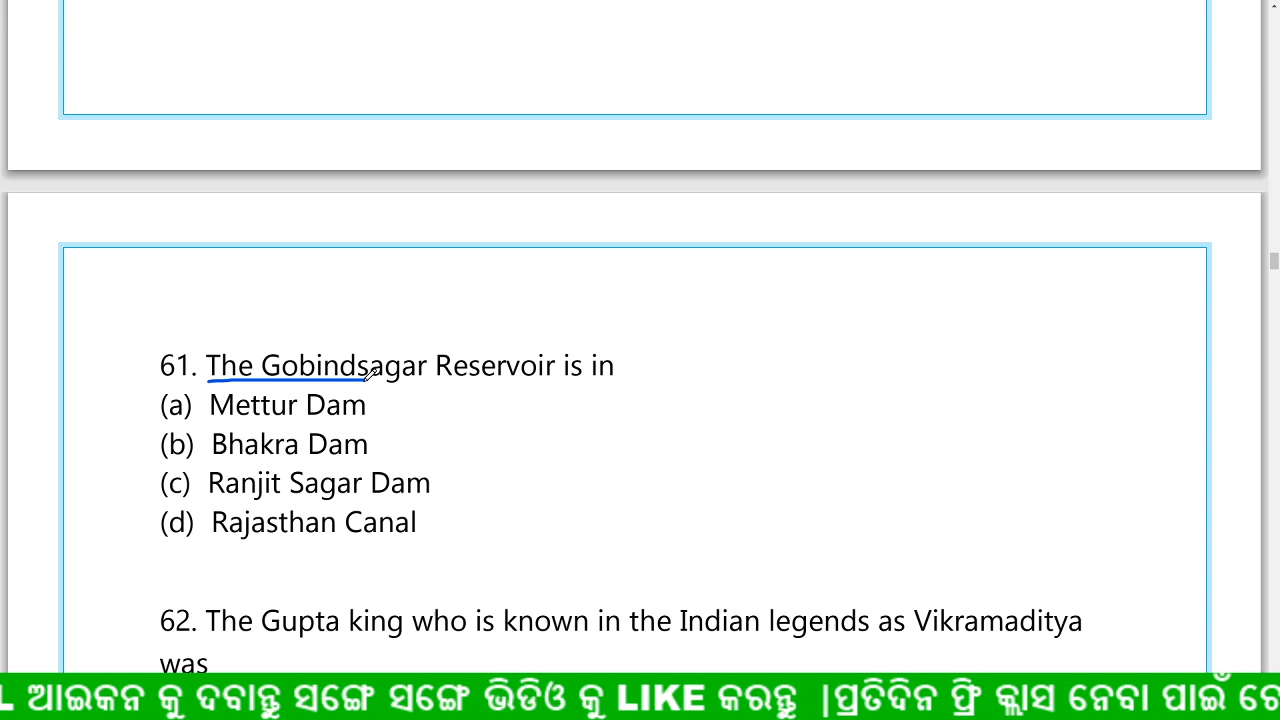 61. The Gobindsagar Reservoir is in
(a) Mettur Dam
(b) Bhakra Dam
(c) Ranjit Sagar Dam
(d) Rajasthan Canal
62. The Gupta king who is known in the Indian legends as Vikramaditya
was
L ଆଇକନ କୁ ଦବାନ୍ତୁ ସଙ୍ଗେ ସଙ୍ଗେ ଭିଡିଓ କୁ LIKE କରନ୍ତୁ |ପ୍ରତିଦିନ ଫ୍ରି କ୍ଲାସ ନେବା ପାଇଁ